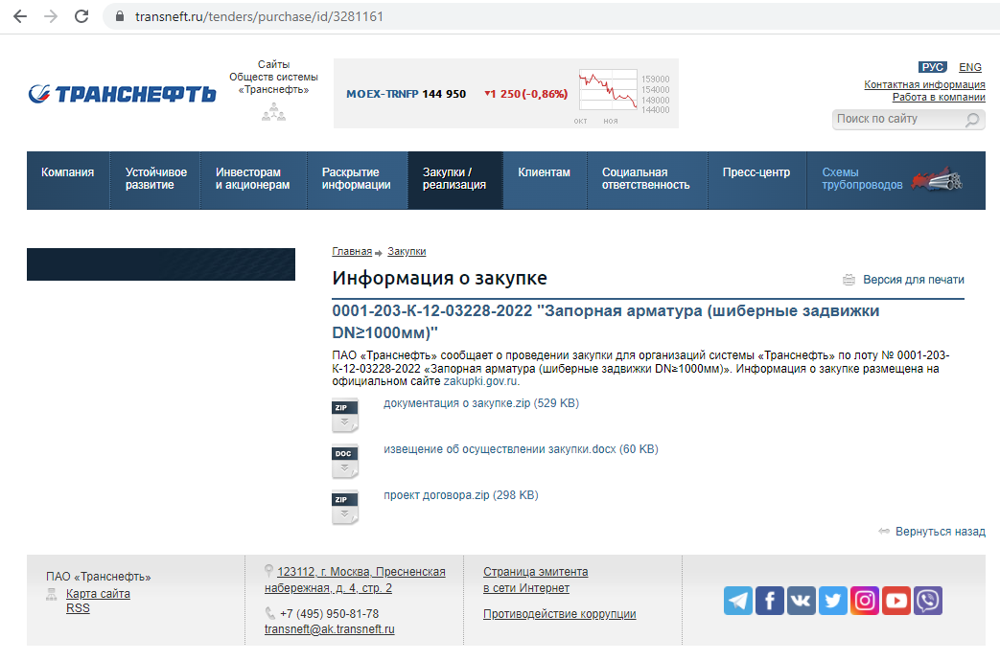 transneft.ru/tenders/purchase/id/3281161
ТРАНСНЕФТЬ
Сайты
Обществ системы
«Транснефть»
MOEX-TRNFP 144 950 ▼1 250 (-0,86%)
159000
154000
149000
144000
окт ноя
РУС ENG
Контактная информация
Работа в компании
Поиск по сайту
Компания
Устойчивое
развитие
Инвесторам
и акционерам
Раскрытие
информации
Закупки /
реализация
Клиентам
Социальная
ответственность
Пресс-центр
Схемы
трубопроводов
Главная Закупки
Информация о закупке
Версия для печати
0001-203-К-12-03228-2022 "Запорная арматура (шиберные задвижки
DN≥1000мм)"
ПАО «Транснефть» сообщает о проведении закупки для организаций системы «Транснефть» по лоту № 0001-203-
К-12-03228-2022 «Запорная арматура (шиберные задвижки DN≥1000мм)». Информация о закупке размещена на
официальном сайте zakupki.gov.ru.
ZIP
документация о закупке.zip (529 KB)
DOC
извещение об осуществлении закупки.docx (60 KB)
ZIP
проект договора.zip (298 KB)
Вернуться назад
ПАО «Транснефть»
Карта сайта
RSS
123112, г. Москва, Пресненская
набережная, д. 4, стр. 2
+7 (495) 950-81-78
transneft@ak.transneft.ru
Страница эмитента
в сети Интернет
Противодействие коррупции